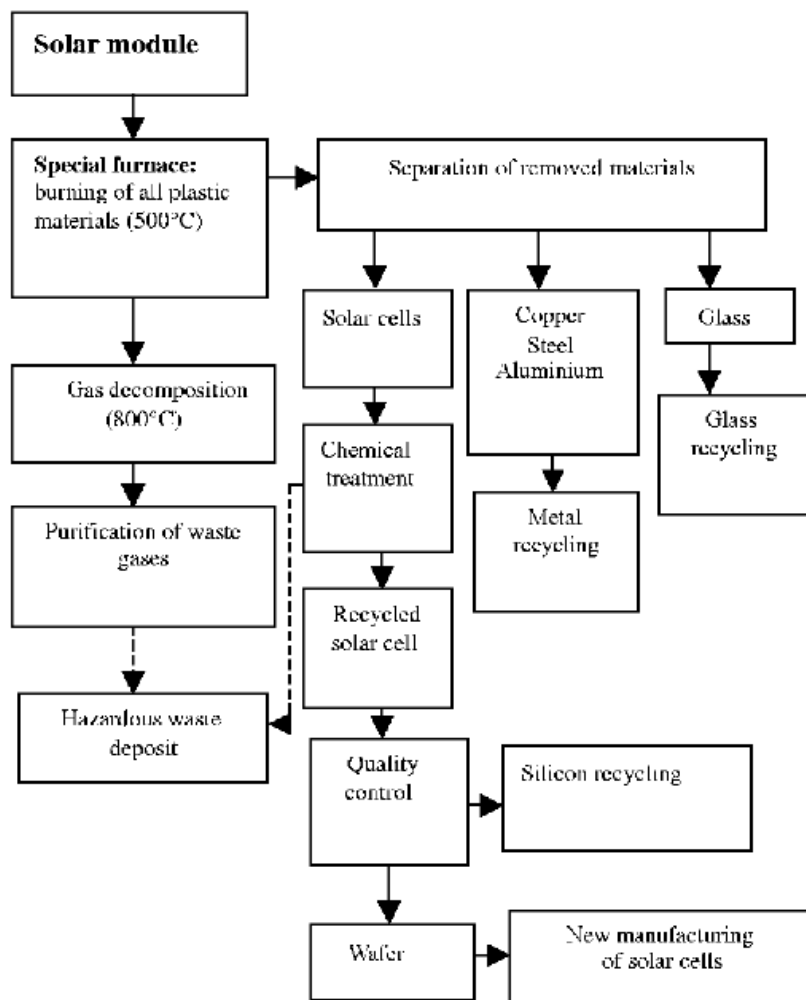 Solar module
Special furnace:
burning of all plastic
materials (500°C)
Separation of removed materials
Solar cells
Copper
Steel
Aluminium
Glass
Gas decomposition
(800°C)
Glass
recycling
Chemical
treatment
Metal
recycling
Purification of waste
gases
Recycled
solar cell
Hazardous waste
deposit
Quality
control
Silicon recycling
Wafer
New manufacturing
of solar cells